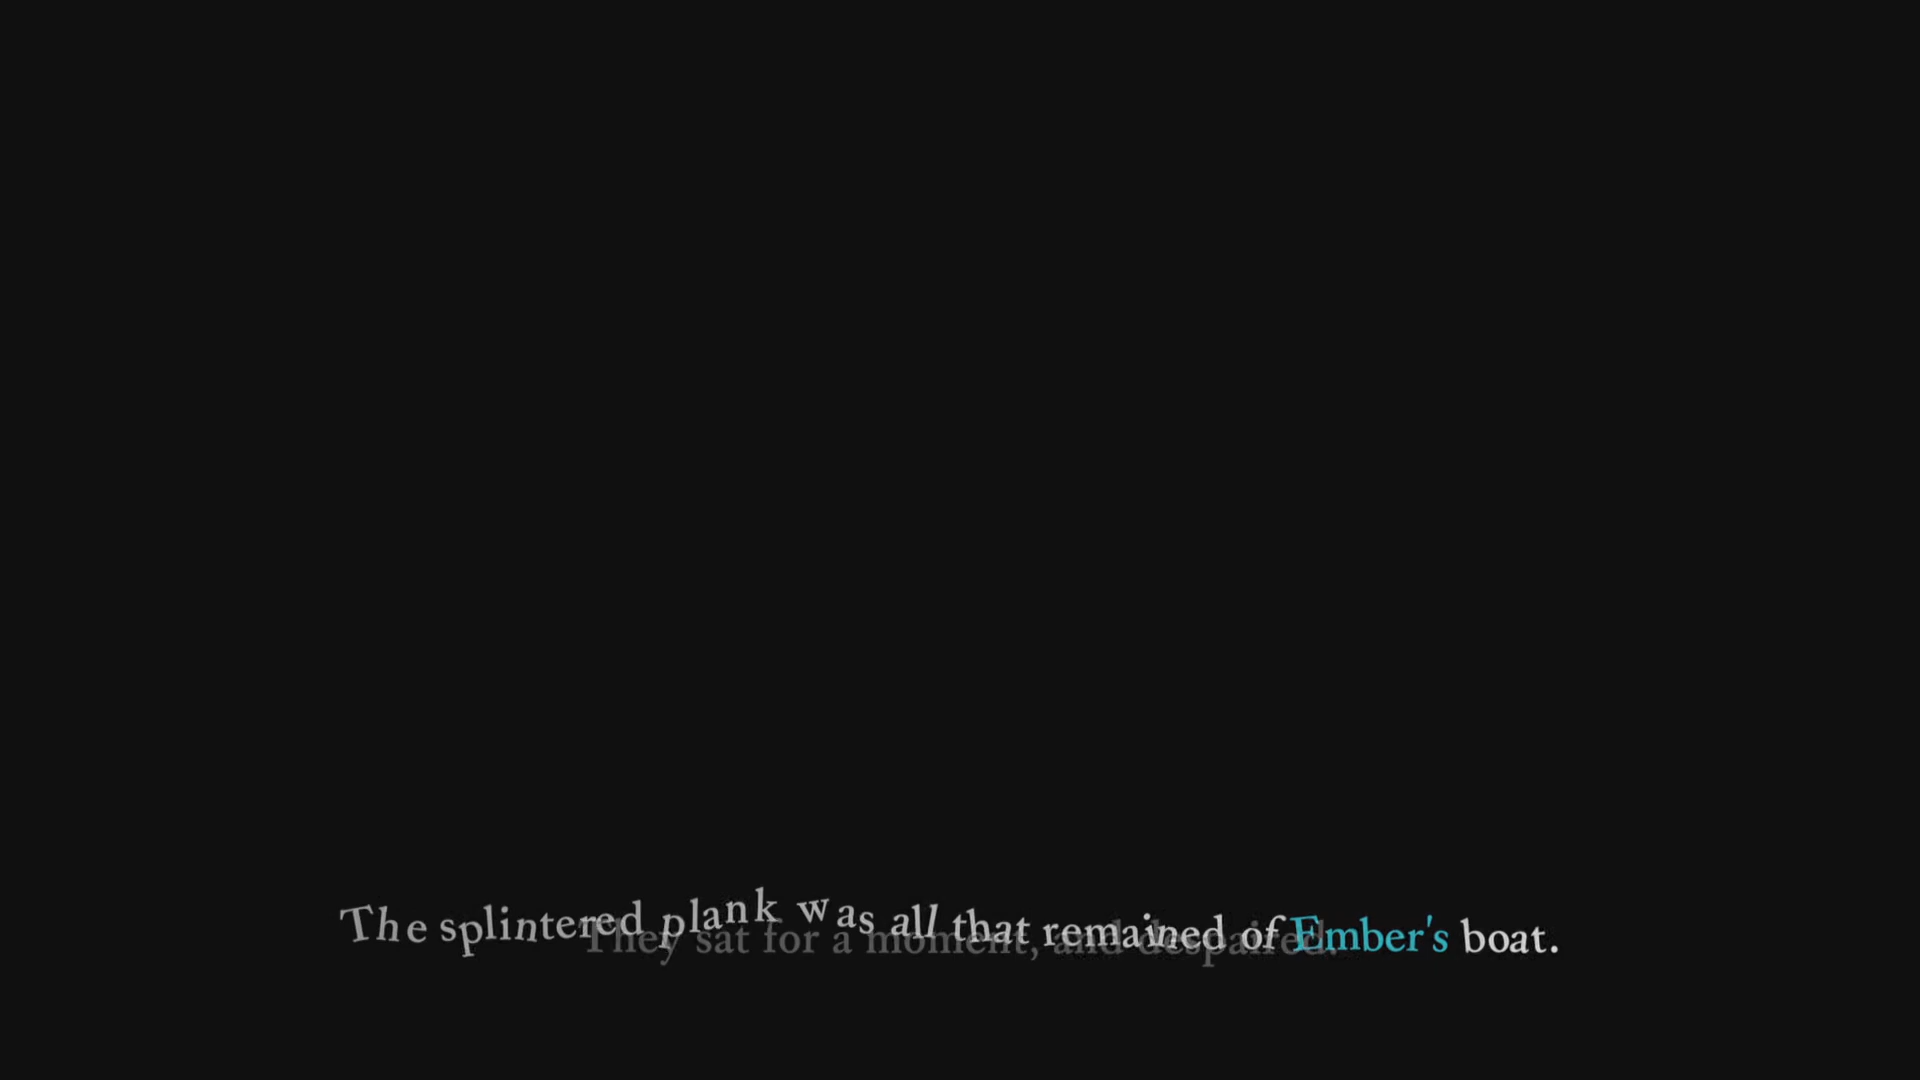 The splintered plank was all that remained of Ember's boat.
They sat for a moment, and despaired.